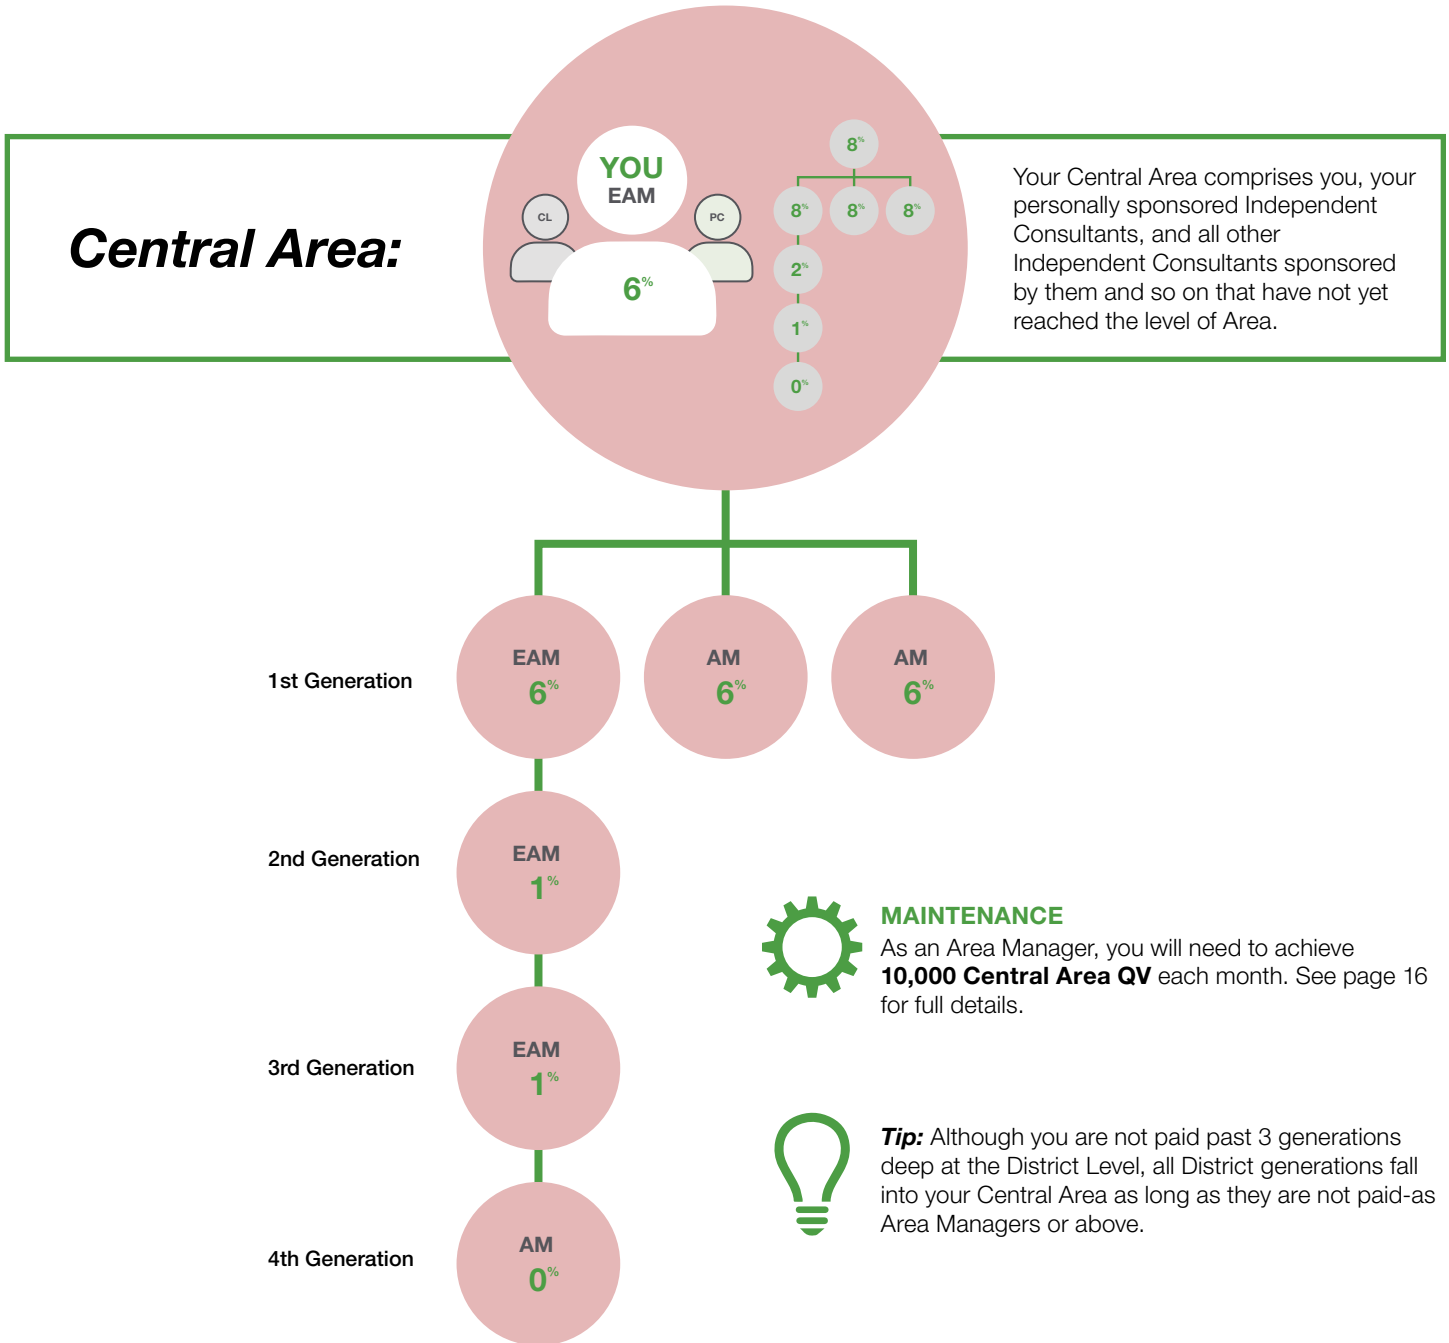 Central Area:
YOU
EAM
CL
PC
6%
8%
8% 8% 8%
2%
1%
0%
Your Central Area comprises you, your
personally sponsored Independent
Consultants, and all other
Independent Consultants sponsored
by them and so on that have not yet
reached the level of Area.
1st Generation
EAM
6%
AM
6%
AM
6%
2nd Generation
EAM
1%
3rd Generation
EAM
1%
4th Generation
AM
0%
MAINTENANCE
As an Area Manager, you will need to achieve
10,000 Central Area QV each month. See page 16
for full details.
Tip: Although you are not paid past 3 generations
deep at the District Level, all District generations fall
into your Central Area as long as they are not paid-as
Area Managers or above.